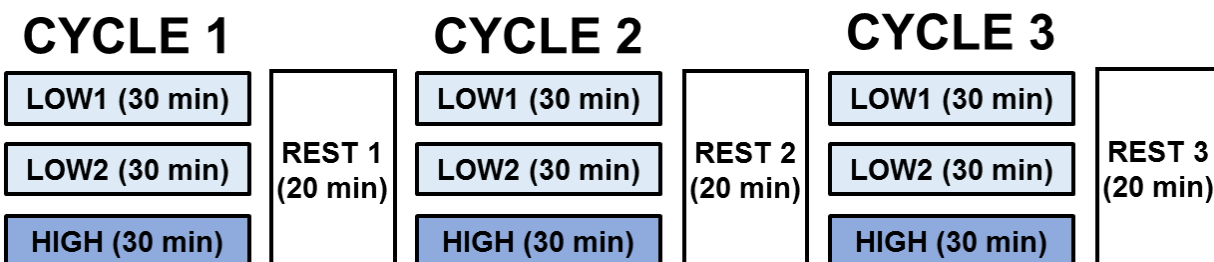 CYCLE 1
LOW1 (30 min)
LOW2 (30 min)
HIGH (30 min)
REST 1
(20 min)
CYCLE 2
LOW1 (30 min)
LOW2 (30 min)
HIGH (30 min)
REST 2
(20 min)
CYCLE 3
LOW1 (30 min)
LOW2 (30 min)
HIGH (30 min)
REST 3
(20 min)